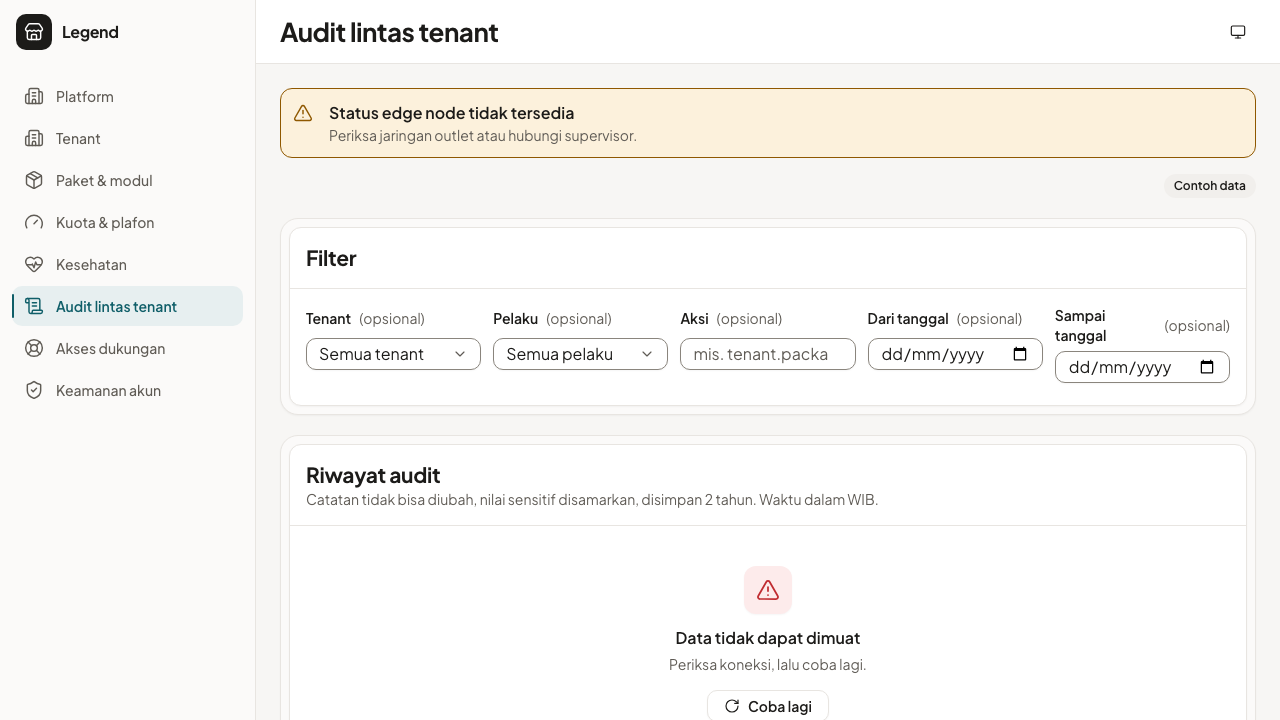 Legend
Audit lintas tenant
Platform
Tenant
Paket & modul
Kuota & plafon
Kesehatan
Audit lintas tenant
Akses dukungan
Keamanan akun
Status edge node tidak tersedia
Periksa jaringan outlet atau hubungi supervisor.
Contoh data
Filter
Tenant (opsional)
Semua tenant
Pelaku (opsional)
Semua pelaku
Aksi (opsional)
mis. tenant.packa
Dari tanggal (opsional)
dd/mm/yyyy
Sampai tanggal (opsional)
dd/mm/yyyy
Riwayat audit
Catatan tidak bisa diubah, nilai sensitif disamarkan, disimpan 2 tahun. Waktu dalam WIB.
Data tidak dapat dimuat
Periksa koneksi, lalu coba lagi.
Coba lagi